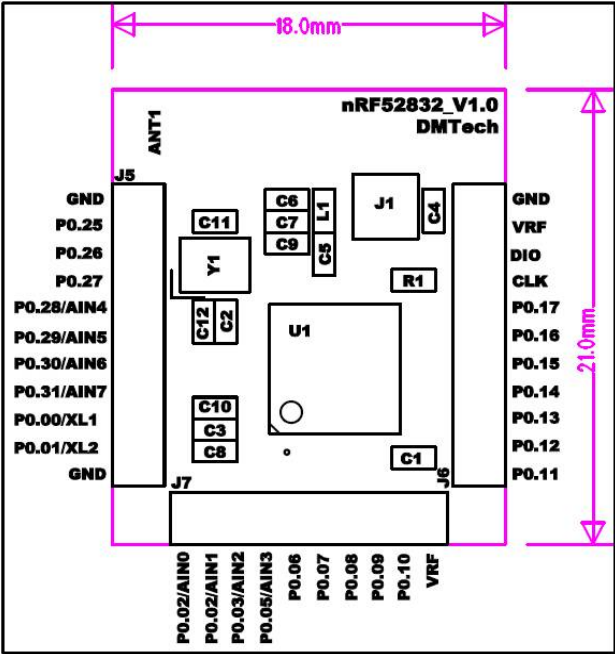 18.0mm
nRF52832_V1.0
DMTech
ANT1
J5
GND
P0.25
P0.26
P0.27
P0.28/AIN4
P0.29/AIN5
P0.30/AIN6
P0.31/AIN7
P0.00/XL1
P0.01/XL2
GND
C11
Y1
C12
C2
C10
C3
C8
C6
C7
C9
L1
C5
J1
C4
R1
U1
C1
J6
J7
GND
VRF
DIO
CLK
P0.17
P0.16
P0.15
P0.14
P0.13
P0.12
P0.11
21.0mm
P0.02/AIN0
P0.02/AIN1
P0.03/AIN2
P0.05/AIN3
P0.06
P0.07
P0.08
P0.09
P0.10
VRF